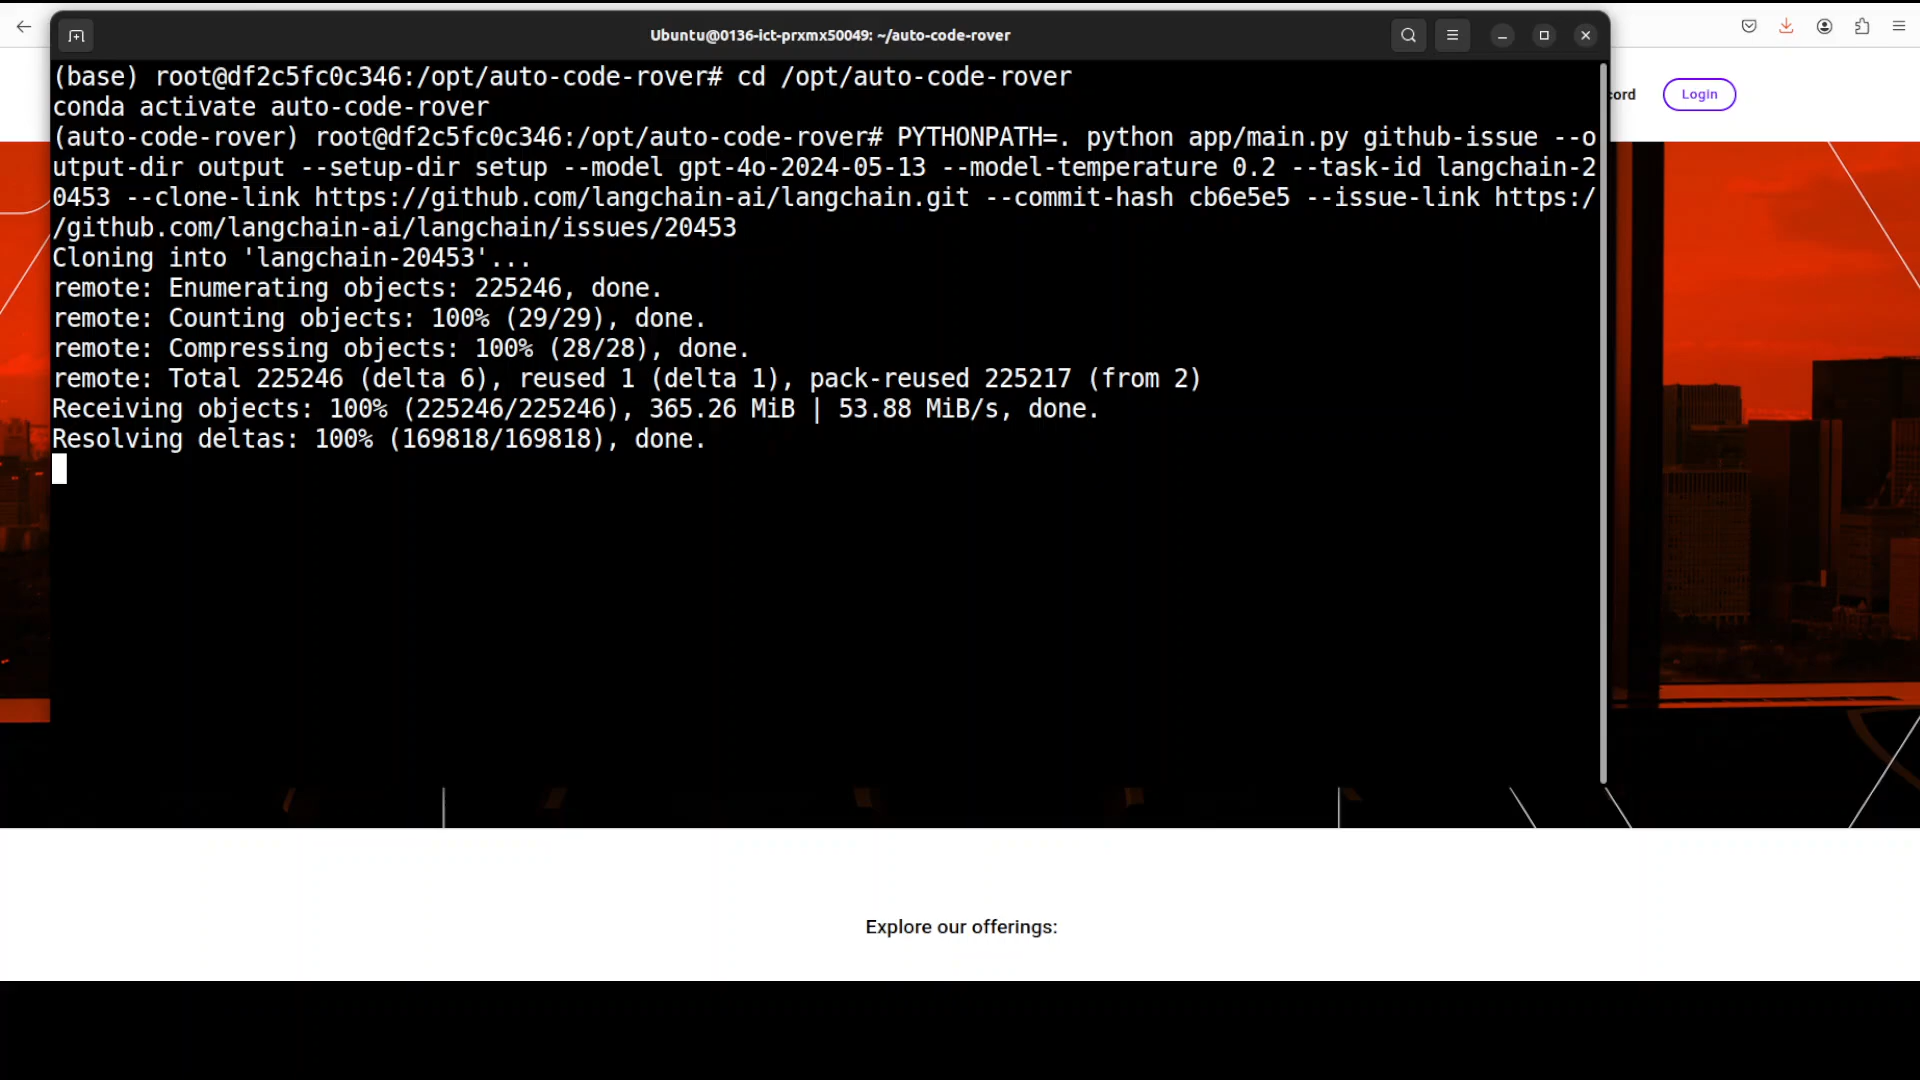 Ubuntu@0136-ict-prxmx50049: ~/auto-code-rover
(base) root@df2c5fc0c346:/opt/auto-code-rover# cd /opt/auto-code-rover
conda activate auto-code-rover
(auto-code-rover) root@df2c5fc0c346:/opt/auto-code-rover# PYTHONPATH=. python app/main.py github-issue --o
utput-dir output --setup-dir setup --model gpt-4o-2024-05-13 --model-temperature 0.2 --task-id langchain-2
0453 --clone-link https://github.com/langchain-ai/langchain.git --commit-hash cb6e5e5 --issue-link https:/
/github.com/langchain-ai/langchain/issues/20453
Cloning into 'langchain-20453'...
remote: Enumerating objects: 225246, done.
remote: Counting objects: 100% (29/29), done.
remote: Compressing objects: 100% (28/28), done.
remote: Total 225246 (delta 6), reused 1 (delta 1), pack-reused 225217 (from 2)
Receiving objects: 100% (225246/225246), 365.26 MiB | 53.88 MiB/s, done.
Resolving deltas: 100% (169818/169818), done.
cord
Login
Explore our offerings: